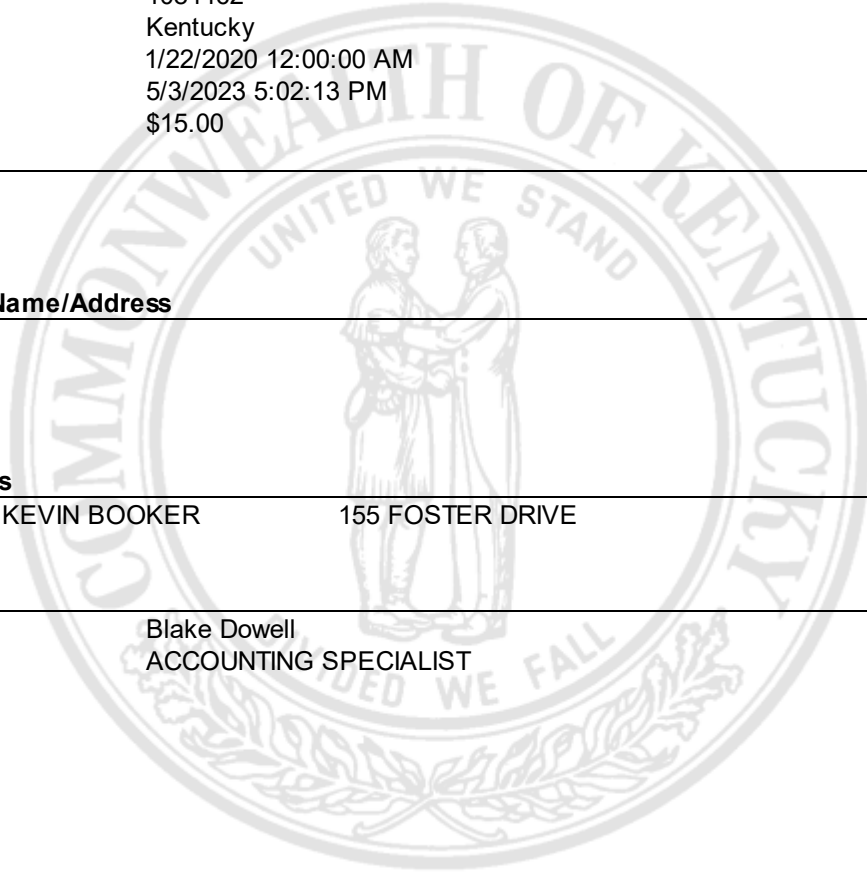 Kentucky
1/22/2020 12:00:00 AM
5/3/2023 5:02:13 PM
$15.00
COMMONWEALTH OF KENTUCKY
UNITED WE STAND
Name/Address
s
KEVIN BOOKER 155 FOSTER DRIVE
Blake Dowell
ACCOUNTING SPECIALIST
DIVIDED WE FALL